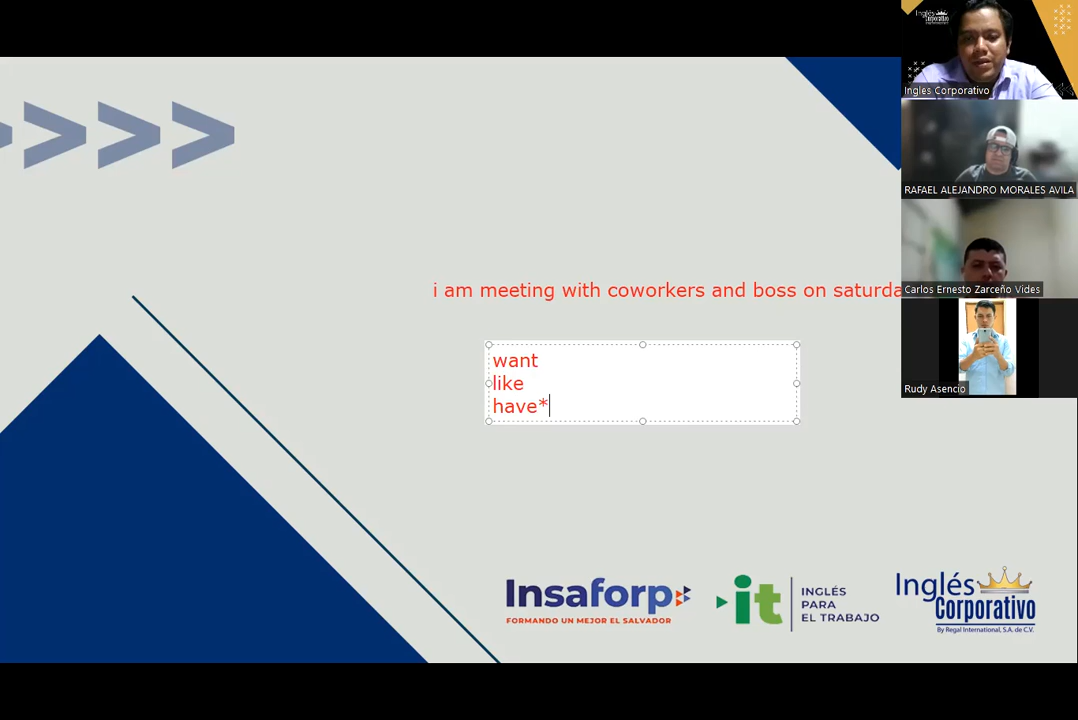 Inglés
Corporativo
Ingles Corporativo
RAFAEL ALEJANDRO MORALES AVILA
Carlos Ernesto Zarceño Vides
Rudy Asencio
i am meeting with coworkers and boss on saturda
want
like
have*
Insaforp
FORMANDO UN MEJOR EL SALVADOR
it
INGLÉS
PARA
EL TRABAJO
Inglés
Corporativo
By Regal International, S.A. de C.V.